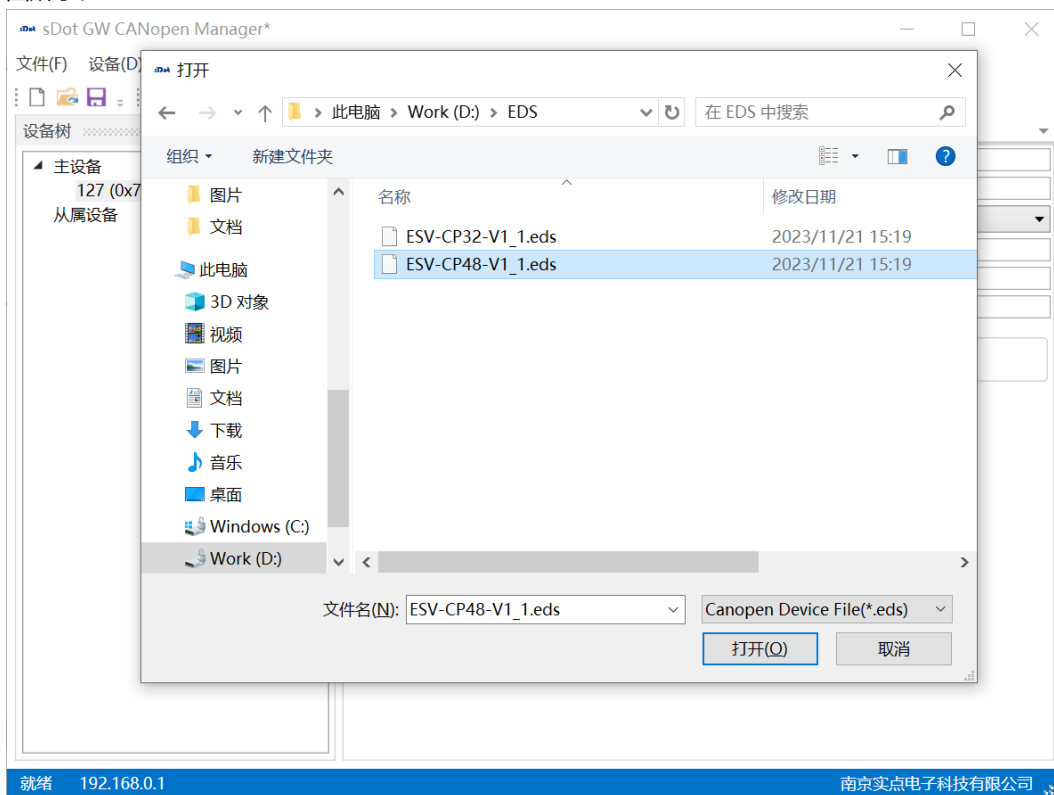 sDot GW CANopen Manager*
文件(F) 设备(D)
设备树
主设备
127 (0x7
从属设备
打开
此电脑 > Work (D:) > EDS
在 EDS 中搜索
组织 新建文件夹
图片
文档
此电脑
3D 对象
视频
图片
文档
下载
音乐
桌面
Windows (C:)
Work (D:)
名称 修改日期
ESV-CP32-V1_1.eds 2023/11/21 15:19
ESV-CP48-V1_1.eds 2023/11/21 15:19
文件名(N): ESV-CP48-V1_1.eds Canopen Device File(*.eds)
打开(O) 取消
就绪 192.168.0.1 南京实点电子科技有限公司